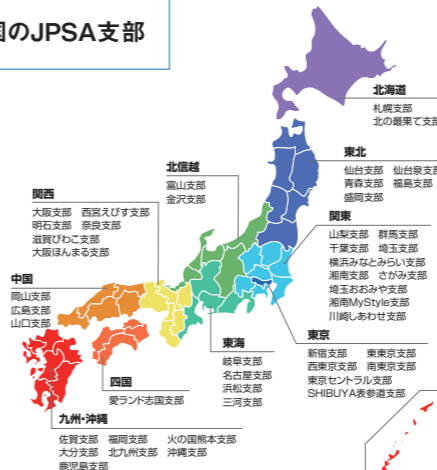 国のJPSA支部
北海道
札幌支部
北の最果て支部
東北
仙台支部 仙台泉支部
青森支部 福島支部
盛岡支部
北信越
富山支部
金沢支部
関西
大阪支部 西宮えびす支部
明石支部 奈良支部
滋賀びわこ支部
大阪ほんまる支部
関東
山梨支部 群馬支部
千葉支部 埼玉支部
横浜みなとみらい支部
湘南支部 さがみ支部
埼玉おおみや支部
湘南MyStyle支部
川崎しあわせ支部
中国
岡山支部
広島支部
山口支部
東海
岐阜支部
名古屋支部
浜松支部
三河支部
東京
新宿支部 東東京支部
西東京支部 南東京支部
東京セントラル支部
SHIBUYA表参道支部
四国
愛ランド志国支部
九州・沖縄
佐賀支部 福岡支部 火の国熊本支部
大分支部 北九州支部 沖縄支部
鹿児島支部